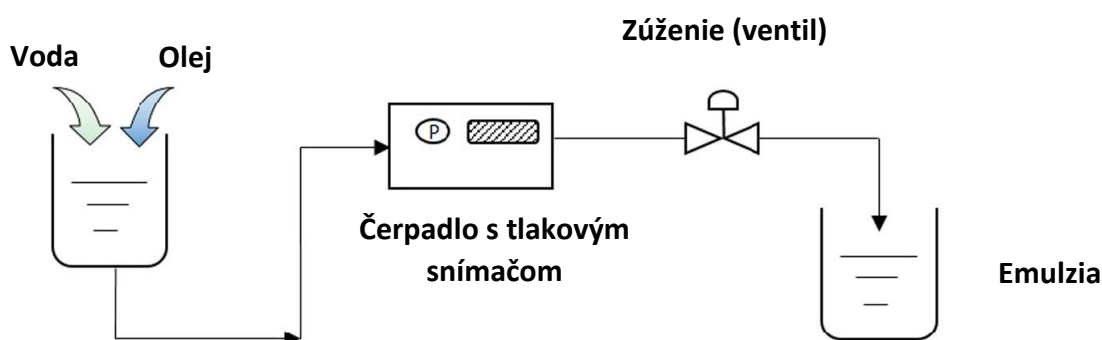 Zúženie (ventil)
Voda
Olej
P
Čerpadlo s tlakovým
snímačom
Emulzia